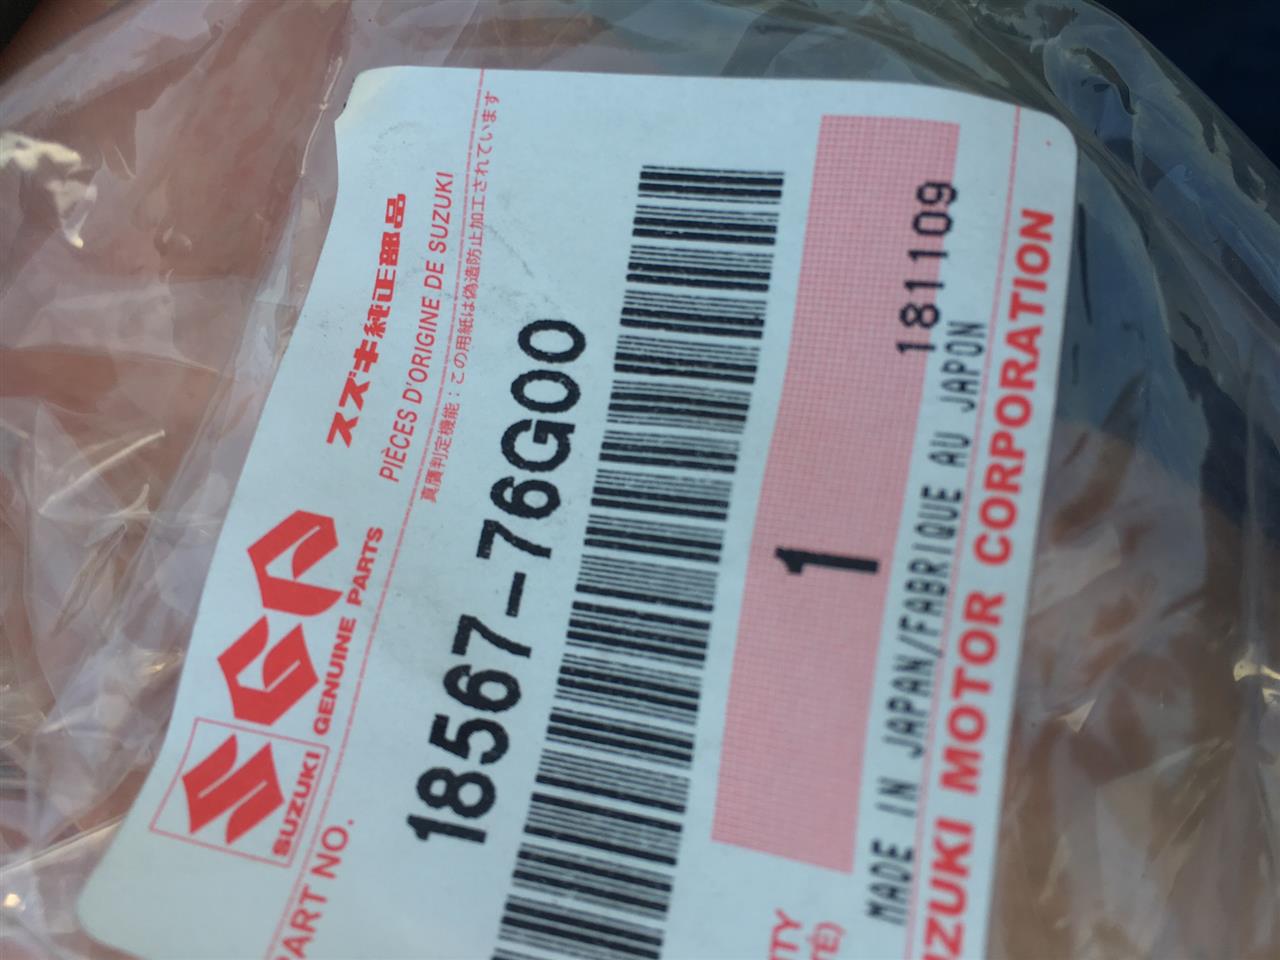 SGP
スズキ純正部品
SUZUKI GENUINE PARTS
PIÈCES D'ORIGINE DE SUZUKI
真贋判定機能：この用紙は偽造防止加工されています
PART NO.
18567-76G00
1
181109
MADE IN JAPAN/FABRIQUE AU JAPON
SUZUKI MOTOR CORPORATION